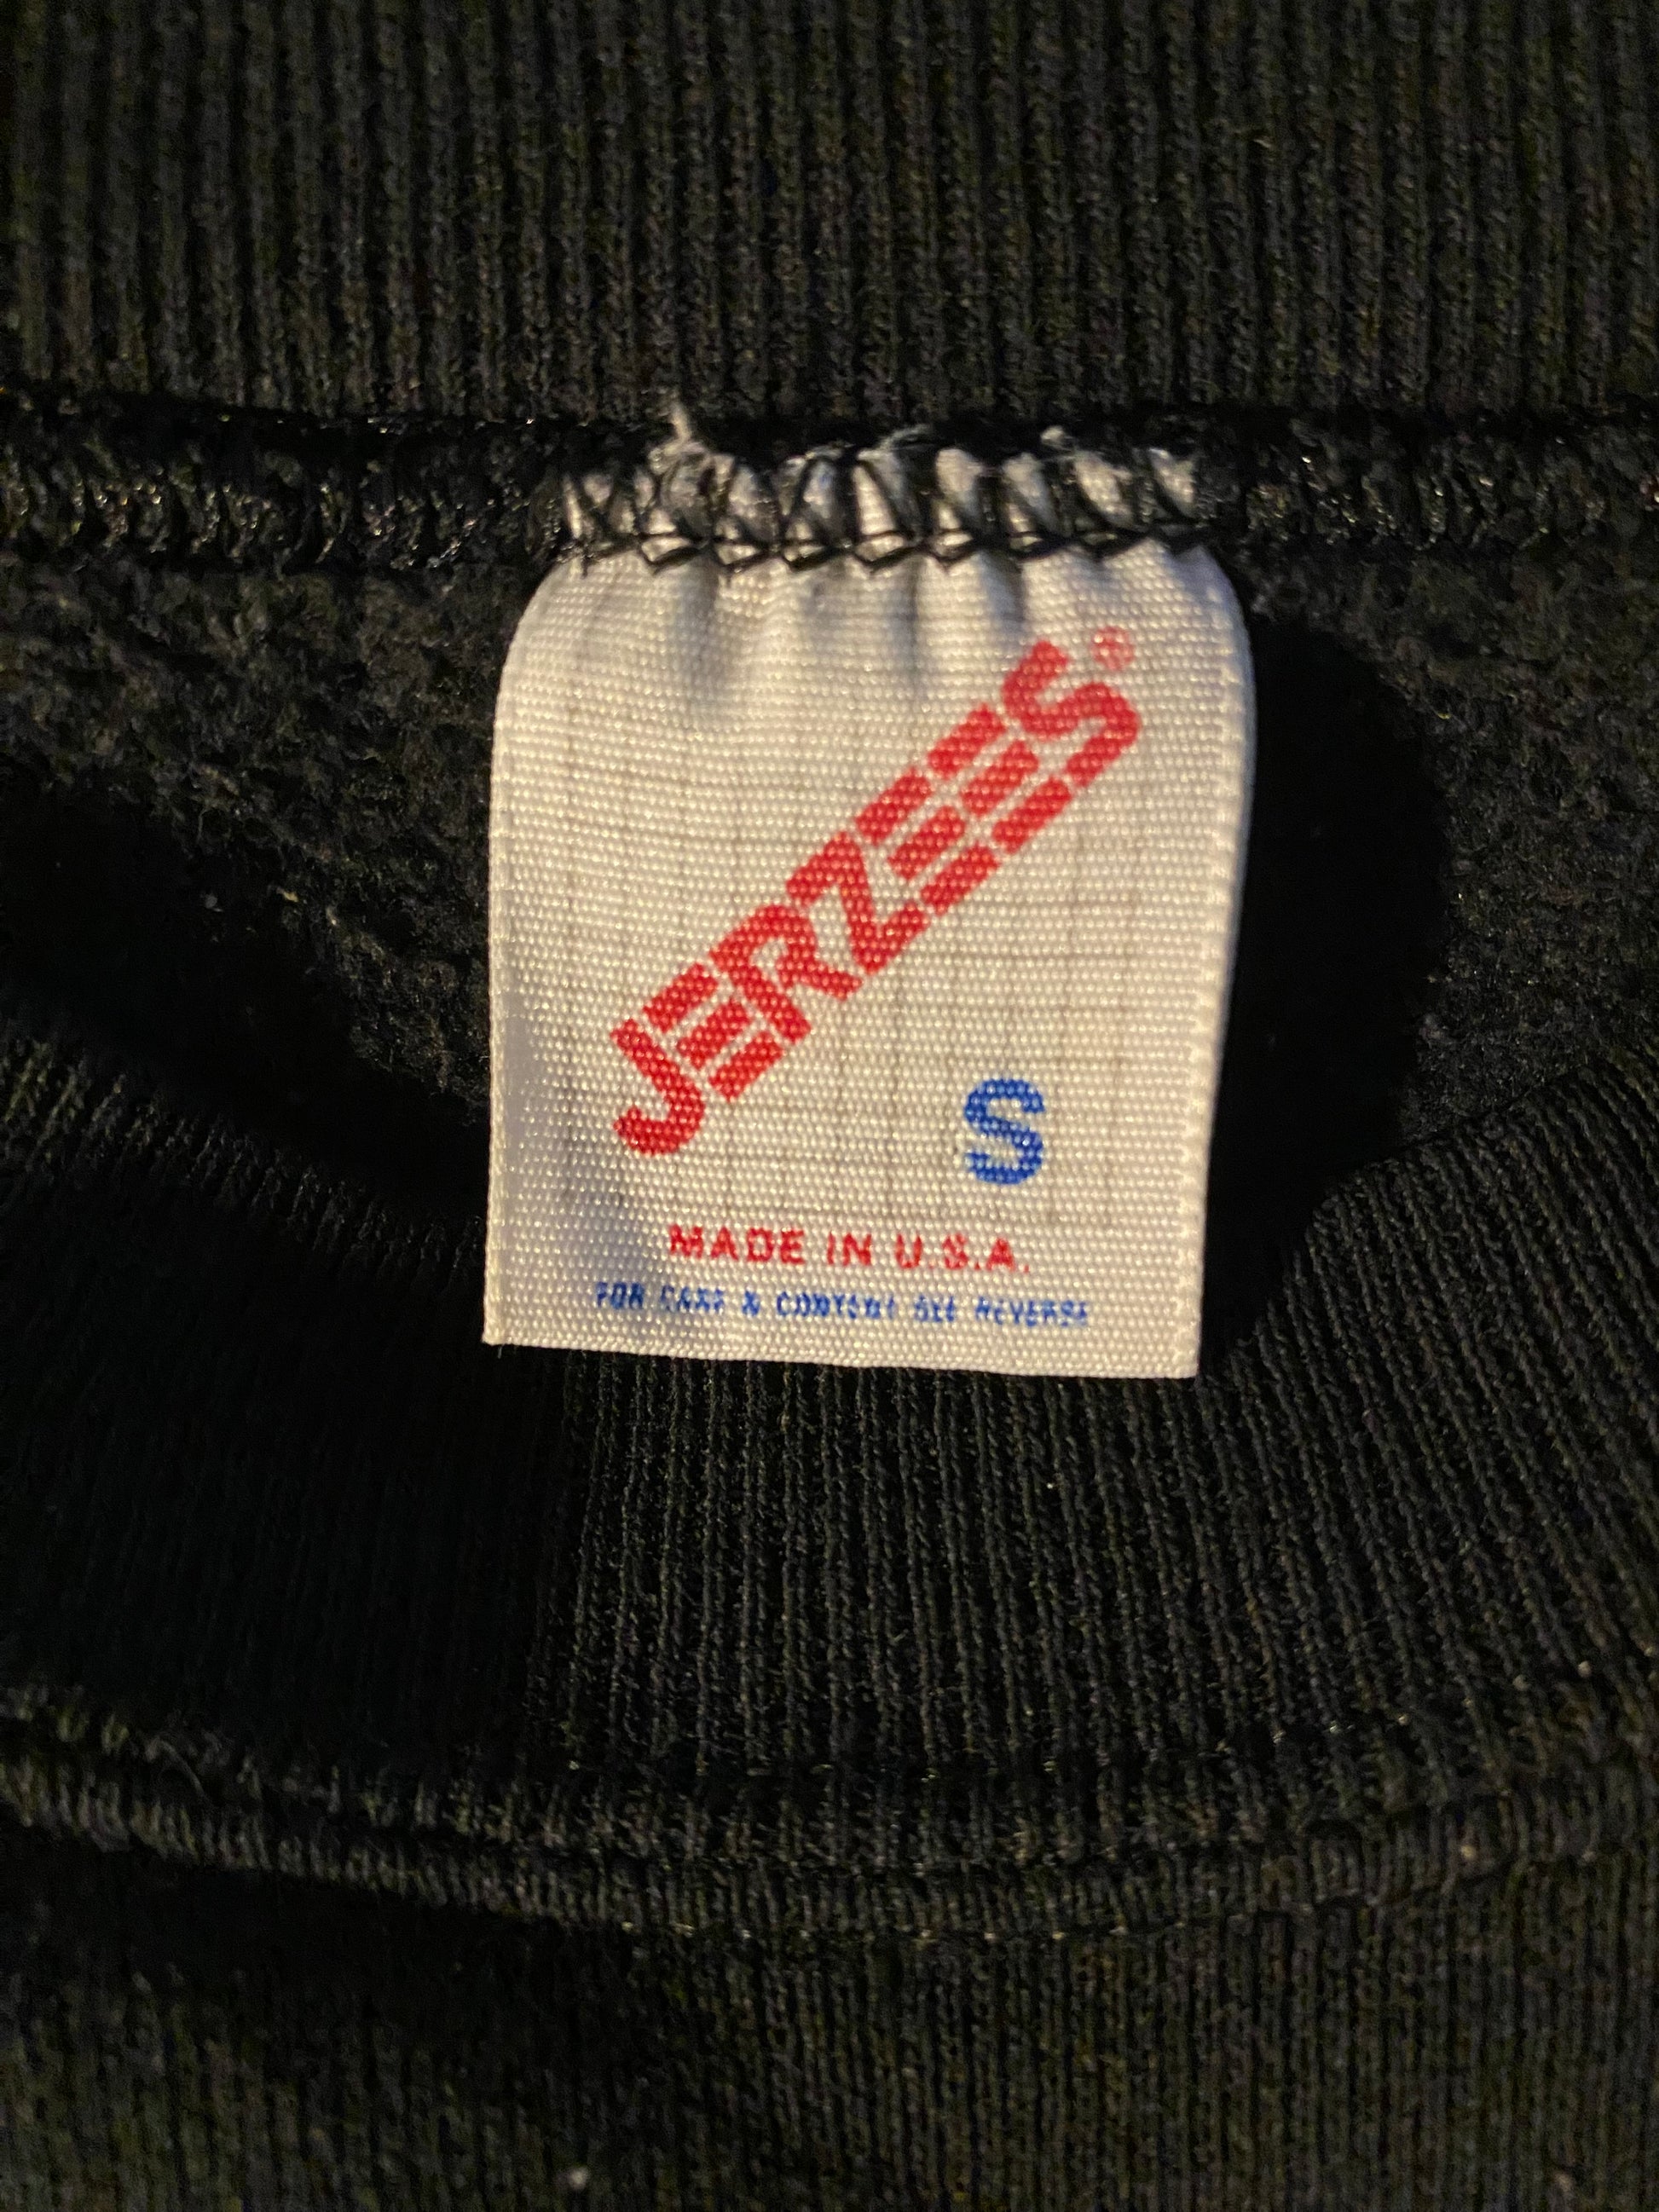 JERZEES®
S
MADE IN U.S.A.
FOR CARE & CONTENT SEE REVERSE